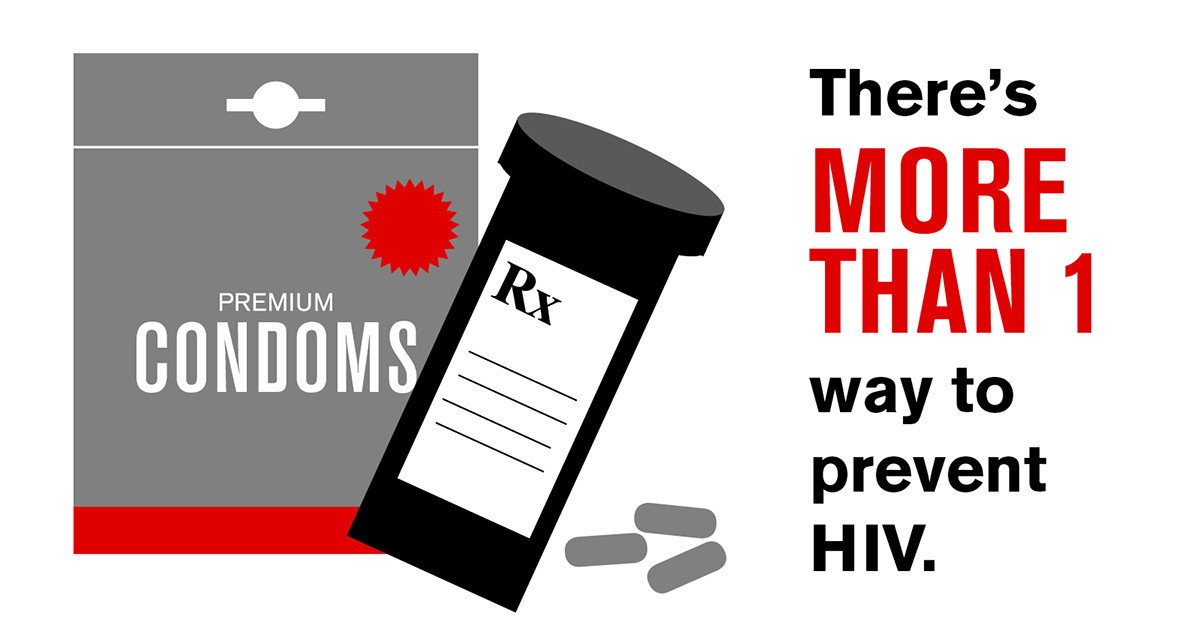 PREMIUM
CONDOMS
Rx
There's
MORE
THAN 1
way to
prevent
HIV.